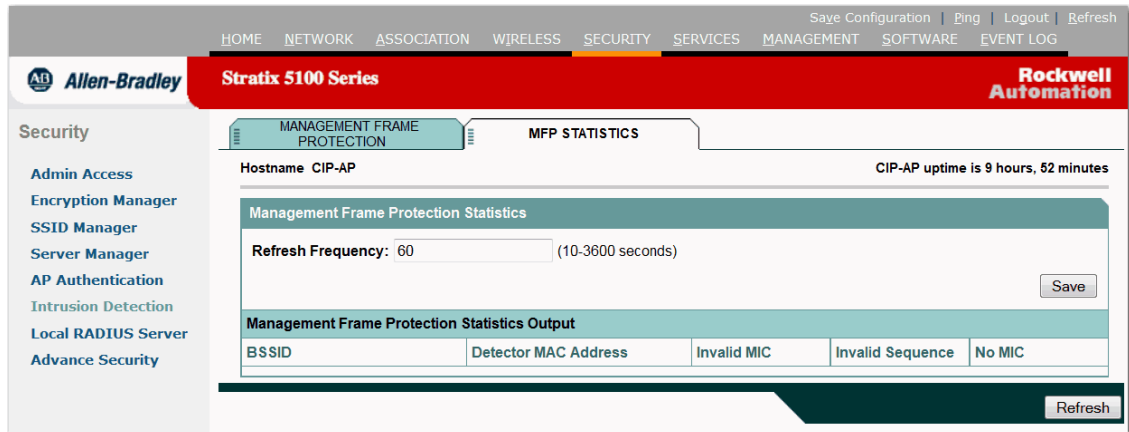 Save Configuration | Ping | Logout | Refresh
HOME NETWORK ASSOCIATION WIRELESS SECURITY SERVICES MANAGEMENT SOFTWARE EVENT LOG
AB Allen-Bradley
Stratix 5100 Series
Rockwell
Automation
Security
Admin Access
Encryption Manager
SSID Manager
Server Manager
AP Authentication
Intrusion Detection
Local RADIUS Server
Advance Security
MANAGEMENT FRAME
PROTECTION
MFP STATISTICS
Hostname CIP-AP
CIP-AP uptime is 9 hours, 52 minutes
Management Frame Protection Statistics
Refresh Frequency: 60 (10-3600 seconds)
Save
Management Frame Protection Statistics Output
BSSID Detector MAC Address Invalid MIC Invalid Sequence No MIC
Refresh